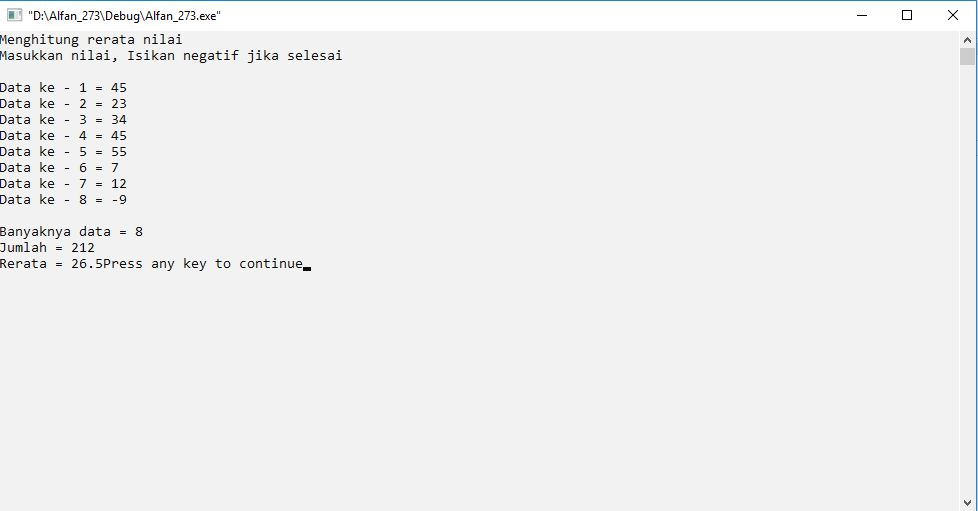 "D:\Alfan_273\Debug\Alfan_273.exe"
Menghitung rerata nilai
Masukkan nilai, Isikan negatif jika selesai
Data ke - 1 = 45
Data ke - 2 = 23
Data ke - 3 = 34
Data ke - 4 = 45
Data ke - 5 = 55
Data ke - 6 = 7
Data ke - 7 = 12
Data ke - 8 = -9
Banyaknya data = 8
Jumlah = 212
Rerata = 26.5Press any key to continue